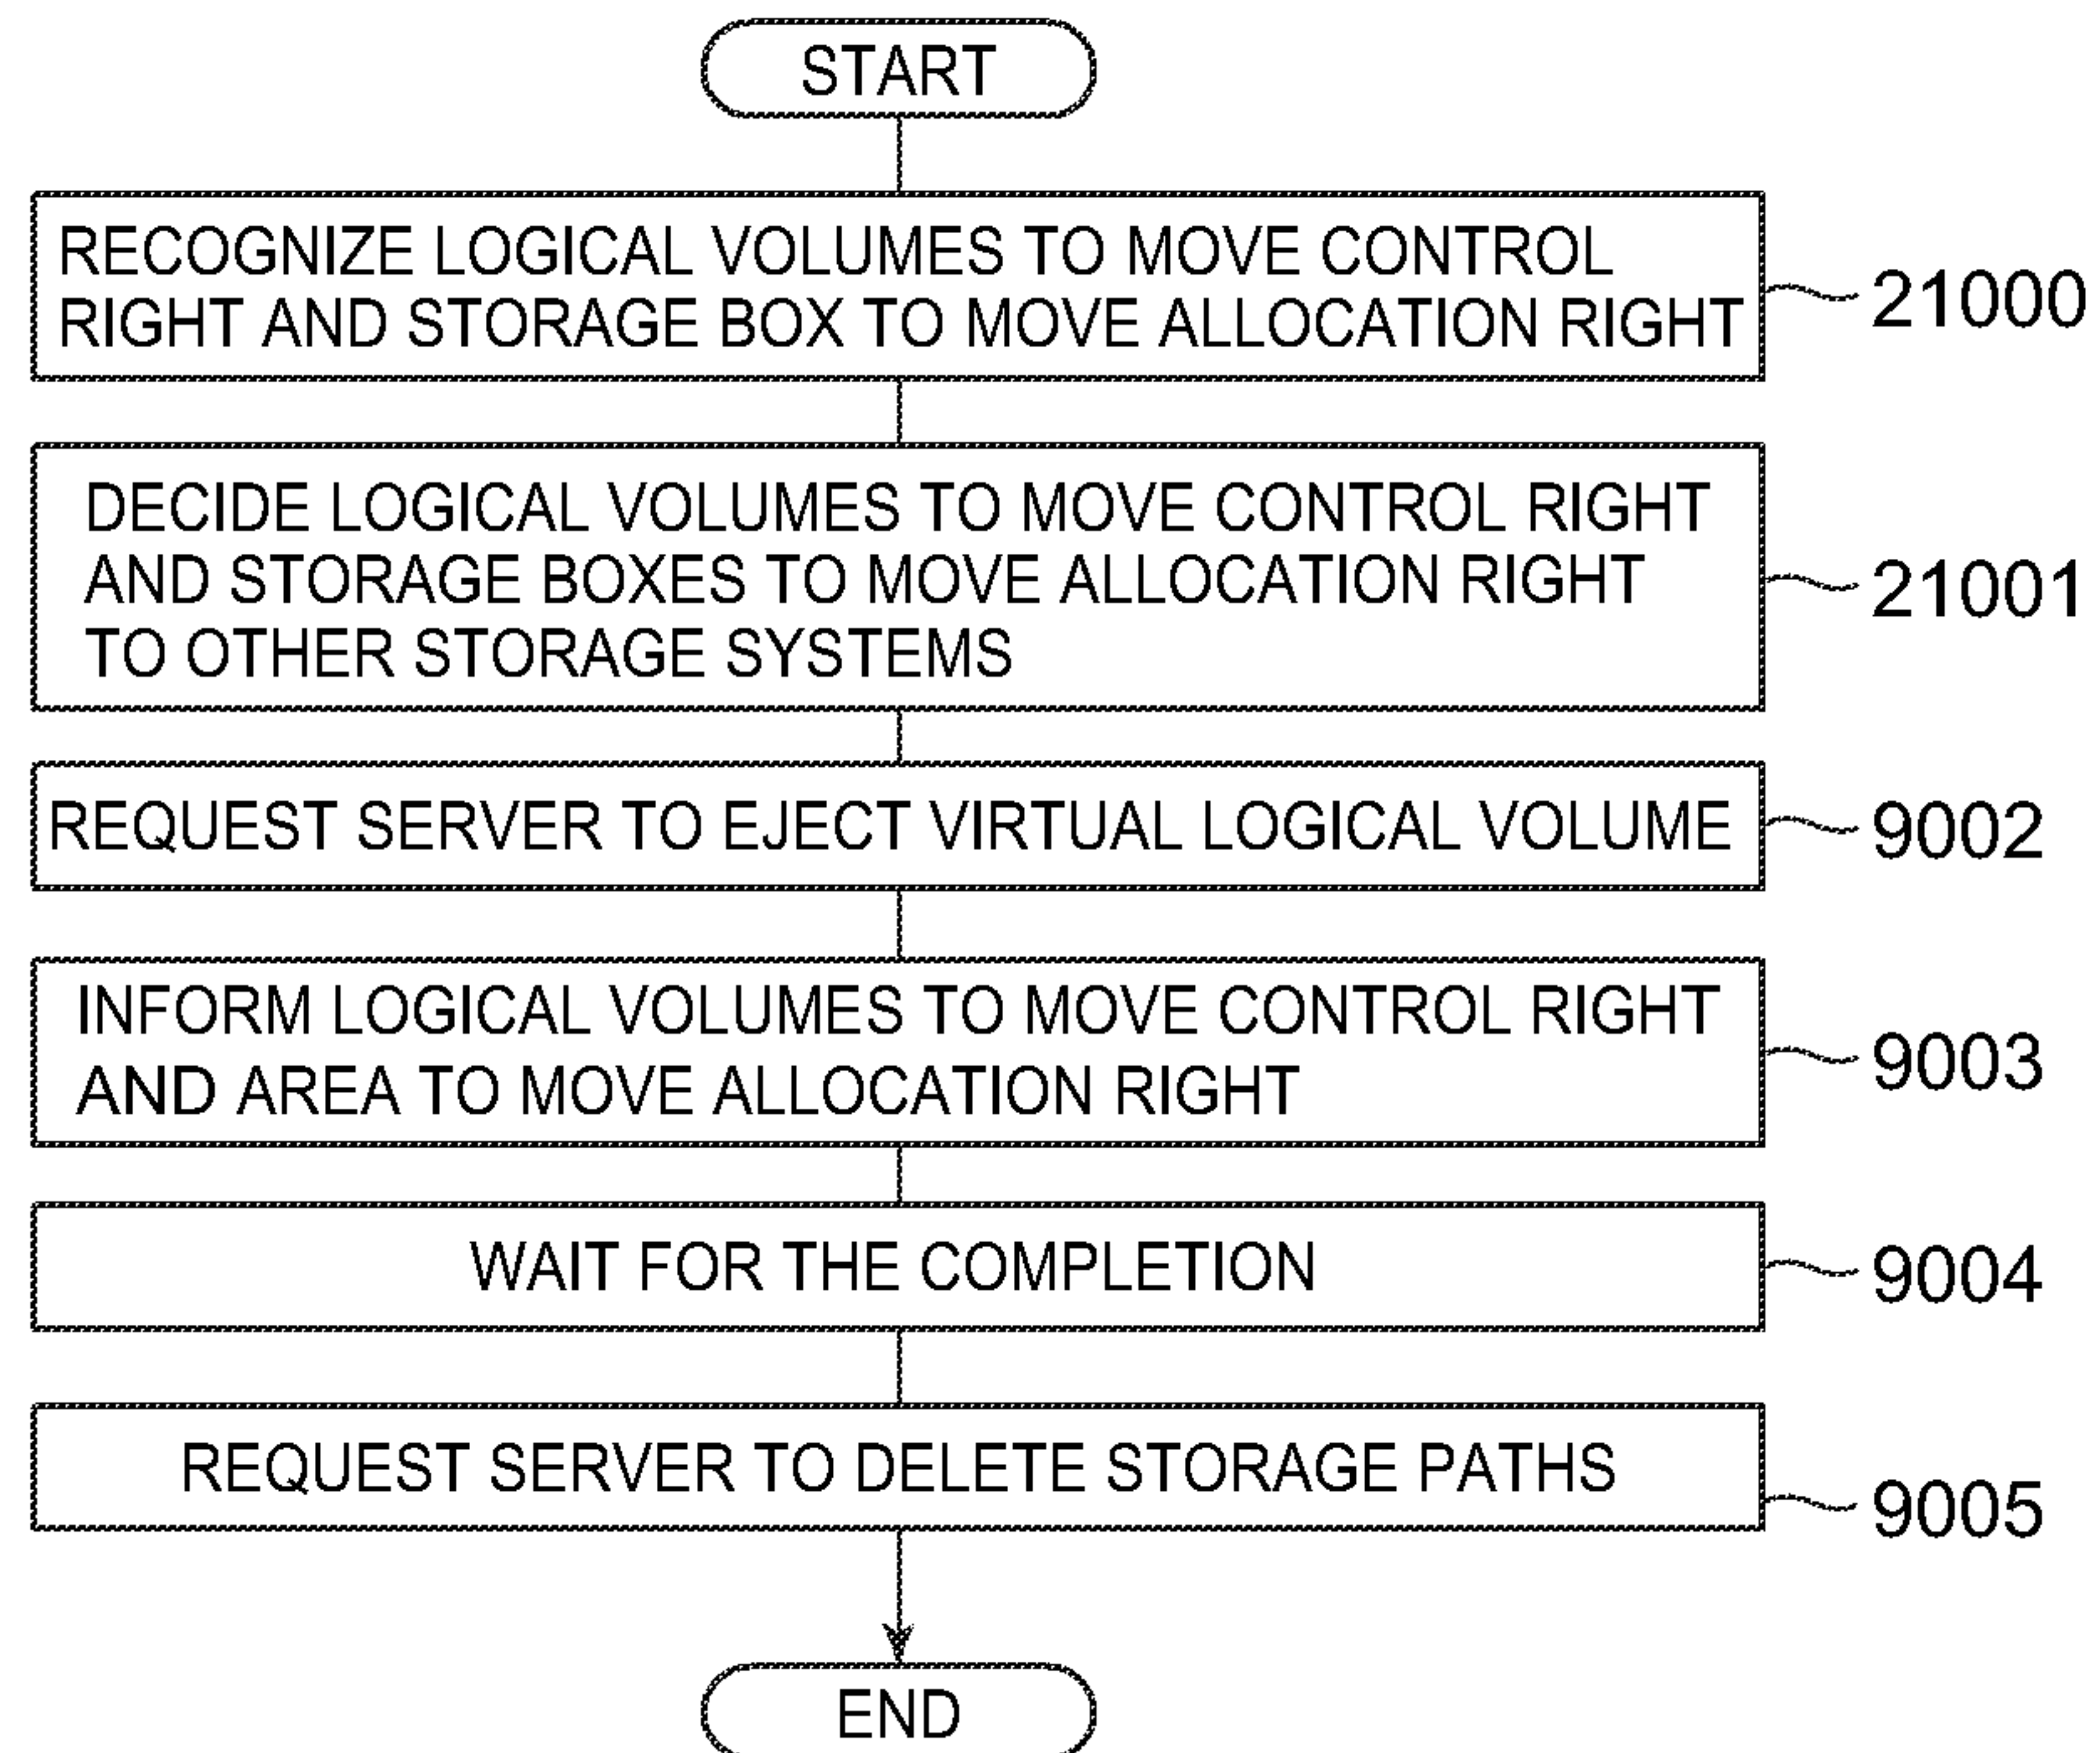 START
RECOGNIZE LOGICAL VOLUMES TO MOVE CONTROL
RIGHT AND STORAGE BOX TO MOVE ALLOCATION RIGHT
21000
DECIDE LOGICAL VOLUMES TO MOVE CONTROL RIGHT
AND STORAGE BOXES TO MOVE ALLOCATION RIGHT
TO OTHER STORAGE SYSTEMS
21001
REQUEST SERVER TO EJECT VIRTUAL LOGICAL VOLUME
9002
INFORM LOGICAL VOLUMES TO MOVE CONTROL RIGHT
AND AREA TO MOVE ALLOCATION RIGHT
9003
WAIT FOR THE COMPLETION
9004
REQUEST SERVER TO DELETE STORAGE PATHS
9005
END